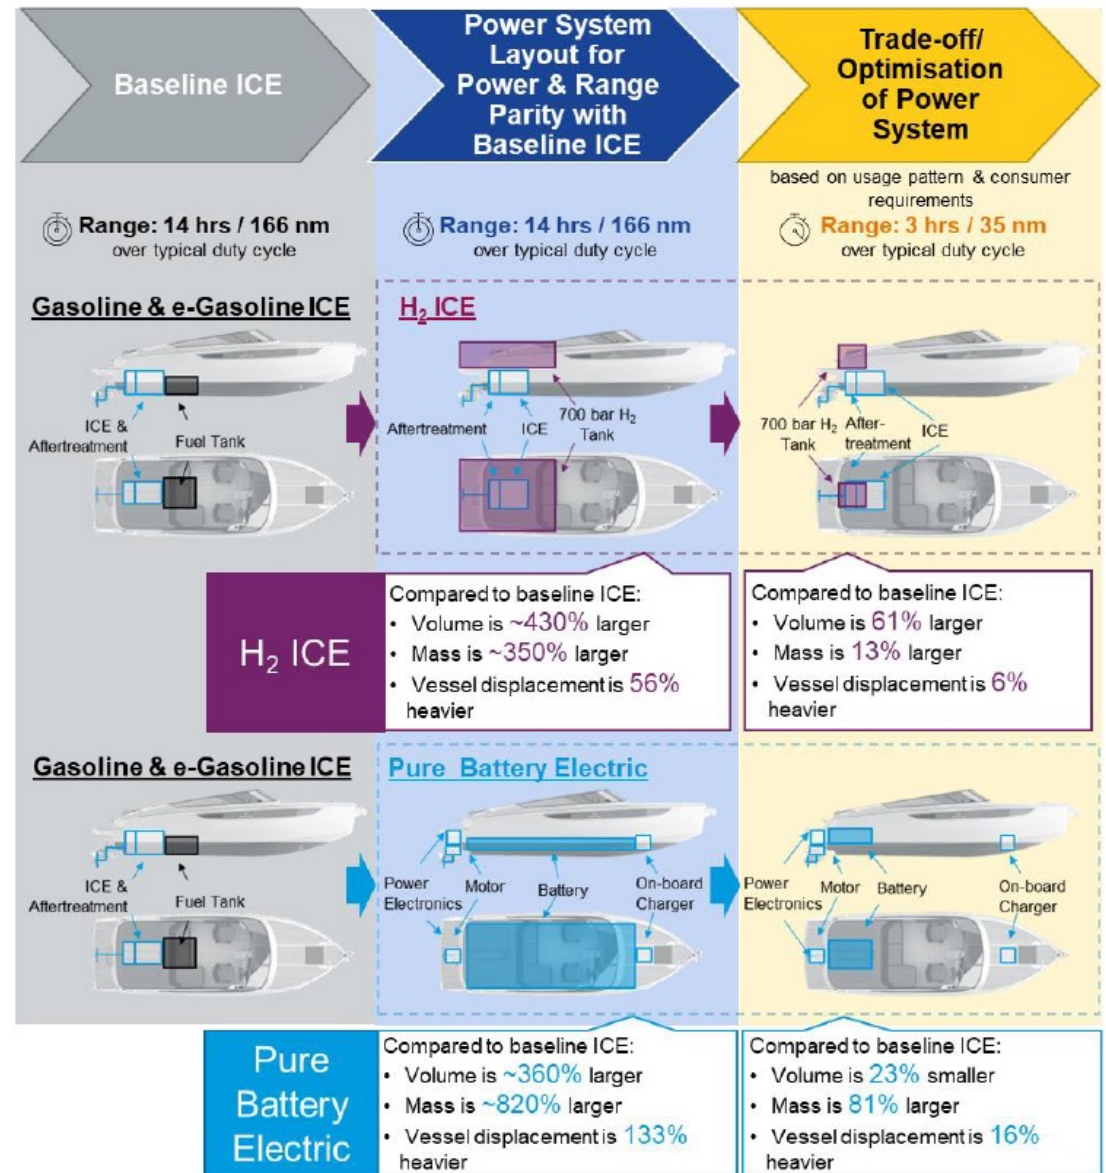 Baseline ICE
Power System
Layout for
Power & Range
Parity with
Baseline ICE
Trade-off/
Optimisation
of Power
System
based on usage pattern & consumer
requirements
Range: 14 hrs / 166 nm
over typical duty cycle
Range: 14 hrs / 166 nm
over typical duty cycle
Range: 3 hrs / 35 nm
over typical duty cycle
Gasoline & e-Gasoline ICE
ICE &
Aftertreatment
Fuel Tank
H₂ ICE
Aftertreatment
ICE
700 bar H₂
Tank
700 bar H₂
Tank
After-
treatment
ICE
H₂ ICE
Compared to baseline ICE:
• Volume is ~430% larger
• Mass is ~350% larger
• Vessel displacement is 56%
heavier
Compared to baseline ICE:
• Volume is 61% larger
• Mass is 13% larger
• Vessel displacement is 6%
heavier
Gasoline & e-Gasoline ICE
ICE &
Aftertreatment
Fuel Tank
Pure Battery Electric
Power
Electronics
Motor
Battery
On-board
Charger
Power
Electronics
Motor
Battery
On-board
Charger
Pure
Battery
Electric
Compared to baseline ICE:
• Volume is ~360% larger
• Mass is ~820% larger
• Vessel displacement is 133%
heavier
Compared to baseline ICE:
• Volume is 23% smaller
• Mass is 81% larger
• Vessel displacement is 16%
heavier